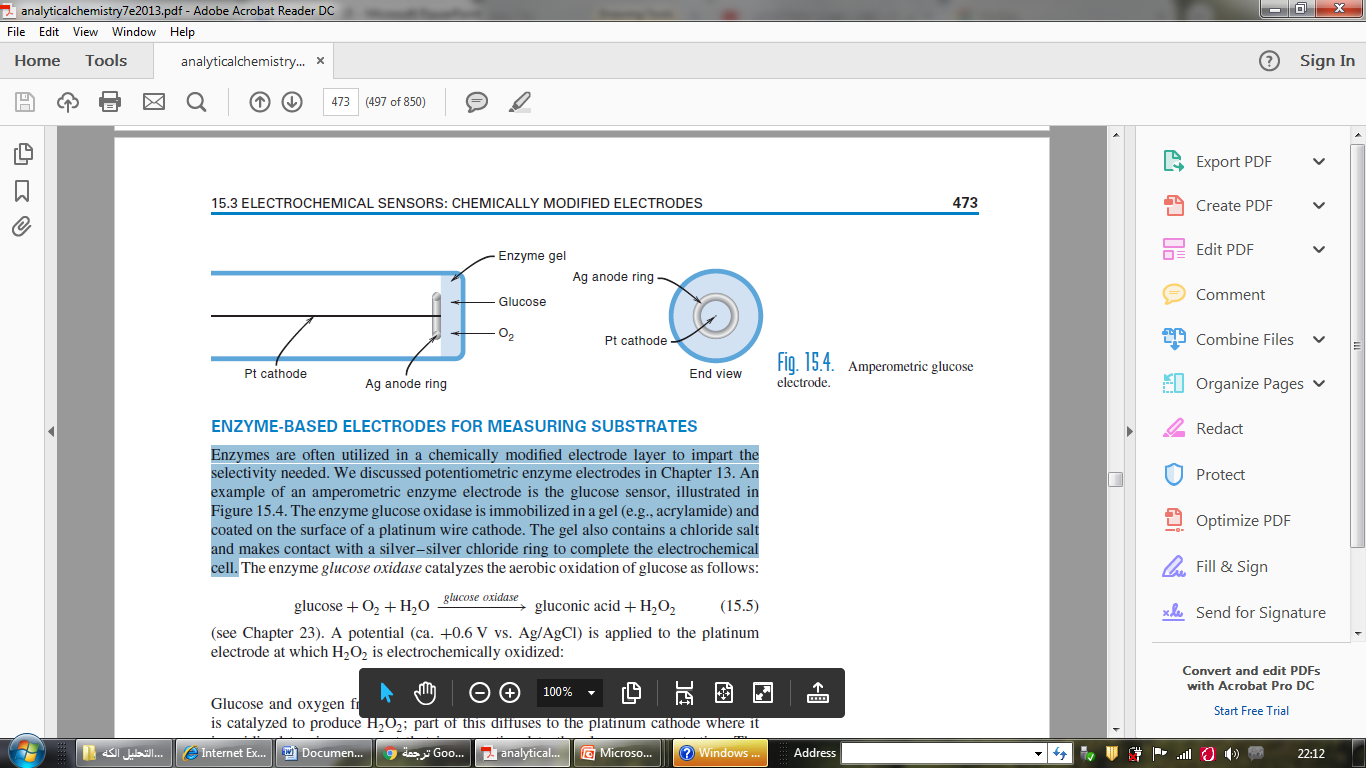 analyticalchemistry7e2013.pdf - Adobe Acrobat Reader DC
File Edit View Window Help
Home Tools analyticalchemistry... × ? Sign In
473 (497 of 850)
15.3 ELECTROCHEMICAL SENSORS: CHEMICALLY MODIFIED ELECTRODES 473
Enzyme gel
Glucose
O2
Pt cathode
Ag anode ring
Ag anode ring
Pt cathode
End view
Fig. 15.4. Amperometric glucose
electrode.
ENZYME-BASED ELECTRODES FOR MEASURING SUBSTRATES
Enzymes are often utilized in a chemically modified electrode layer to impart the
selectivity needed. We discussed potentiometric enzyme electrodes in Chapter 13. An
example of an amperometric enzyme electrode is the glucose sensor, illustrated in
Figure 15.4. The enzyme glucose oxidase is immobilized in a gel (e.g., acrylamide) and
coated on the surface of a platinum wire cathode. The gel also contains a chloride salt
and makes contact with a silver–silver chloride ring to complete the electrochemical
cell. The enzyme glucose oxidase catalyzes the aerobic oxidation of glucose as follows:
glucose oxidase
glucose + O2 + H2O ⟶ gluconic acid + H2O2 (15.5)
(see Chapter 23). A potential (ca. +0.6 V vs. Ag/AgCl) is applied to the platinum
electrode at which H2O2 is electrochemically oxidized:
Glucose and oxygen
is catalyzed to produce H2O2; part of this diffuses to the platinum cathode where it
100%
Export PDF
Create PDF
Edit PDF
Comment
Combine Files
Organize Pages
Redact
Protect
Optimize PDF
Fill & Sign
Send for Signature
Convert and edit PDFs
with Acrobat Pro DC
Start Free Trial
التحليل الكه... Internet Ex... Documen... ترجمة Goo... analytical... Microso... Windows ... Address 22:12